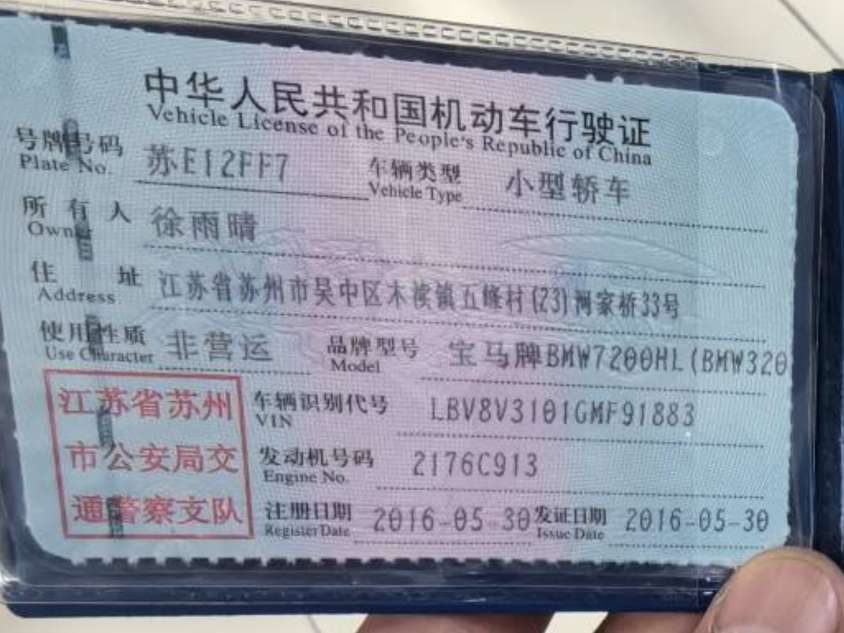 中华人民共和国机动车行驶证
Vehicle License of the People's Republic of China
号牌号码 苏E12FF7 车辆类型 小型轿车
Plate No. Vehicle Type
所有人 徐雨晴
Owner
住址 江苏省苏州市吴中区木渎镇五峰村(23)河家桥33号
Address
使用性质 非营运 品牌型号 宝马牌BMW7200HL(BMW320
Use Character Model
江苏省苏州 车辆识别代号 LBV8V3101GMF91883
VIN
市公安局交 发动机号码 2176C913
Engine No.
通警察支队 注册日期 2016-05-30 发证日期 2016-05-30
Register Date Issue Date